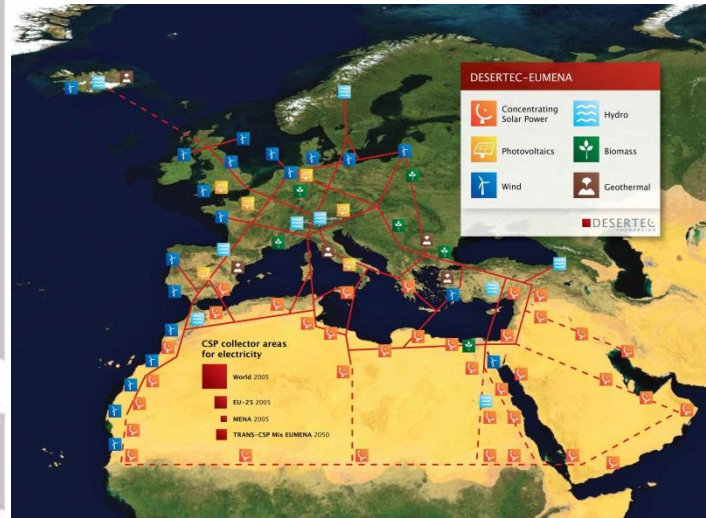 DESERTEC-EUMENA
Concentrating
Solar Power
Hydro
Photovoltaics
Biomass
Wind
Geothermal
DESERTEC
FOUNDATION
CSP collector areas
for electricity
World 2005
EU-25 2005
MENA 2005
TRANS-CSP Mix EUMENA 2050